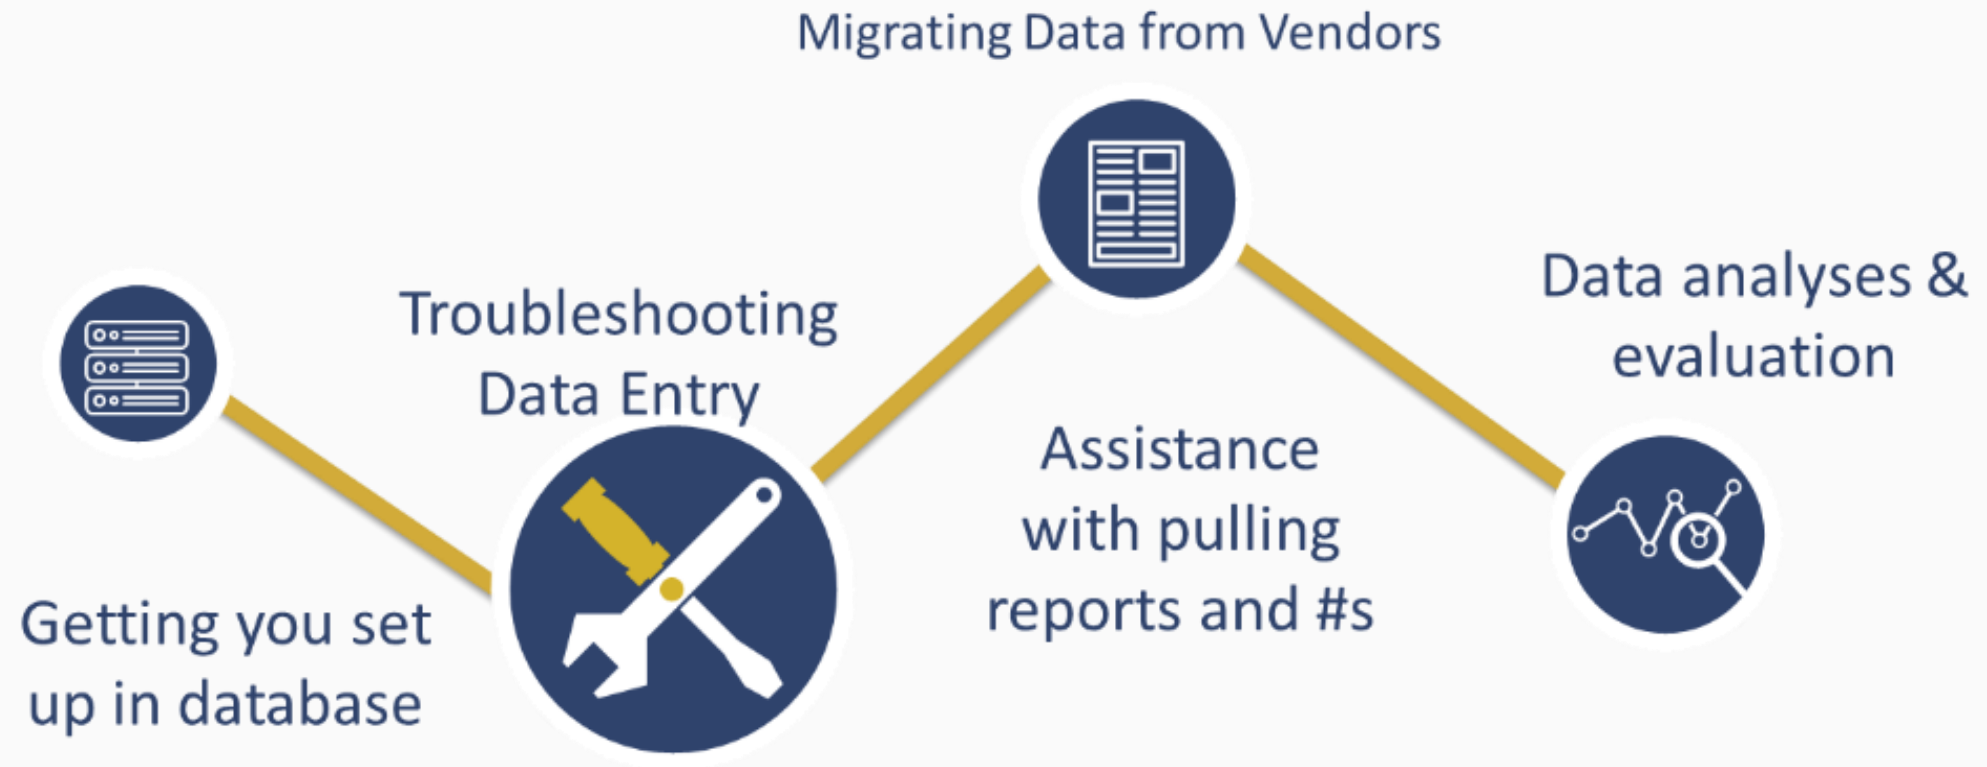 Migrating Data from Vendors
Troubleshooting
Data Entry
Data analyses &
evaluation
Assistance
with pulling
reports and #s
Getting you set
up in database